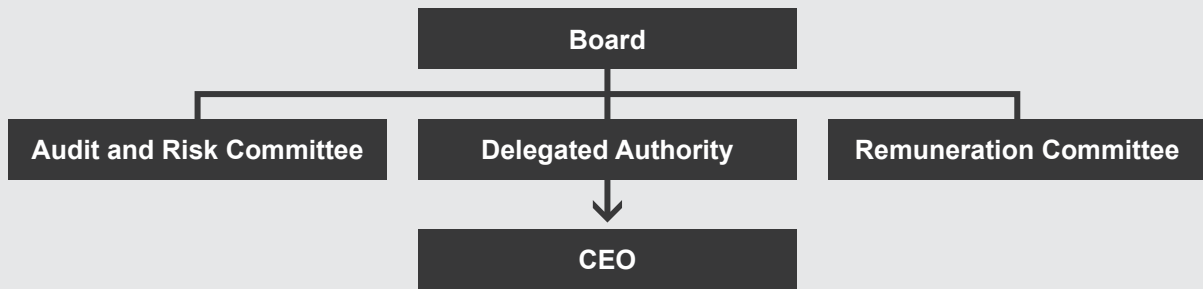 Board
Audit and Risk Committee
Delegated Authority
Remuneration Committee
CEO